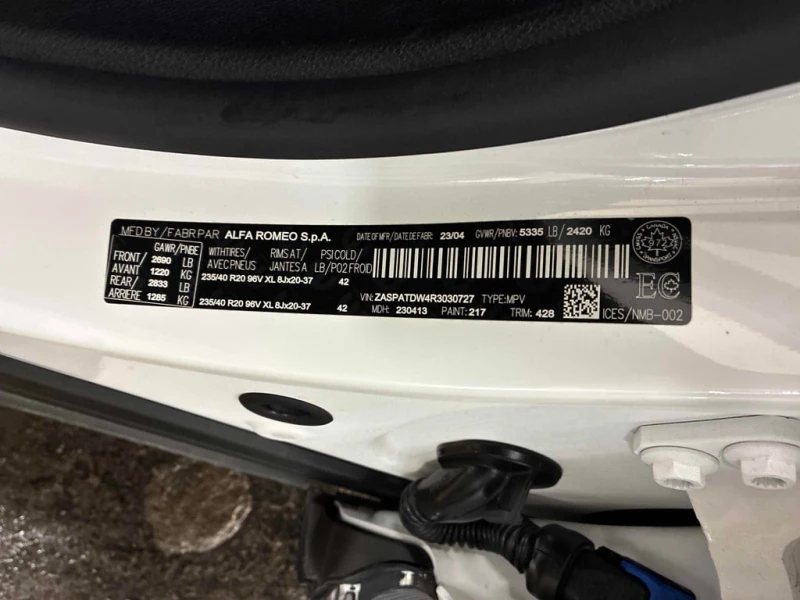 MFD BY/FABR PAR ALFA ROMEO S.p.A. DATE OF MFR/DATE DE FABR: 23/04 GVWR/PNBV: 5335 LB/2420 KG
GAWR/PNBE WITH TIRES/ RIMS AT/ PSI COLD/
AVEC PNEUS JANTES A LB/PO2 FROID
FRONT/ 2690 LB
AVANT 1220 KG 235/40 R20 96V XL 8Jx20-37 42
REAR/ 2833 LB
ARRIERE 1285 KG 235/40 R20 96V XL 8Jx20-37 42
VIN: ZASPATDW4R3030727 TYPE: MPV
MDH: 230413 PAINT: 217 TRIM: 428
CANADA
TRANSPORT
EC
ICES/NMB-002